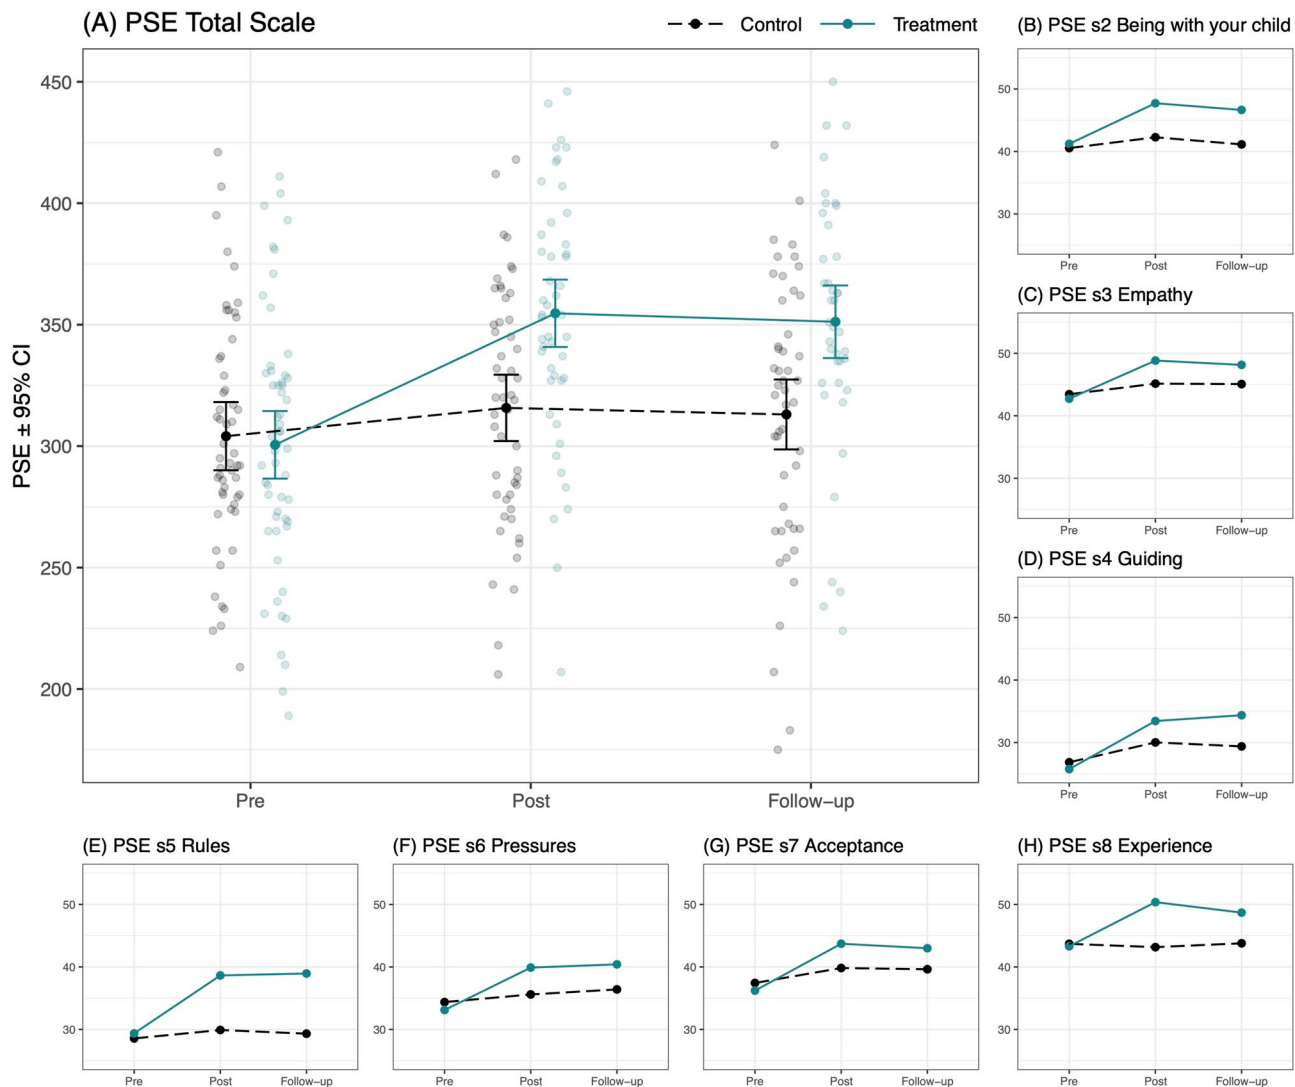 (A) PSE Total Scale
Control
Treatment
PSE ± 95% CI
450
400
350
300
250
200
Pre
Post
Follow−up
(B) PSE s2 Being with your child
50
40
30
Pre
Post
Follow−up
(C) PSE s3 Empathy
50
40
30
Pre
Post
Follow−up
(D) PSE s4 Guiding
50
40
30
Pre
Post
Follow−up
(E) PSE s5 Rules
50
40
30
Pre
Post
Follow−up
(F) PSE s6 Pressures
50
40
30
Pre
Post
Follow−up
(G) PSE s7 Acceptance
50
40
30
Pre
Post
Follow−up
(H) PSE s8 Experience
50
40
30
Pre
Post
Follow−up